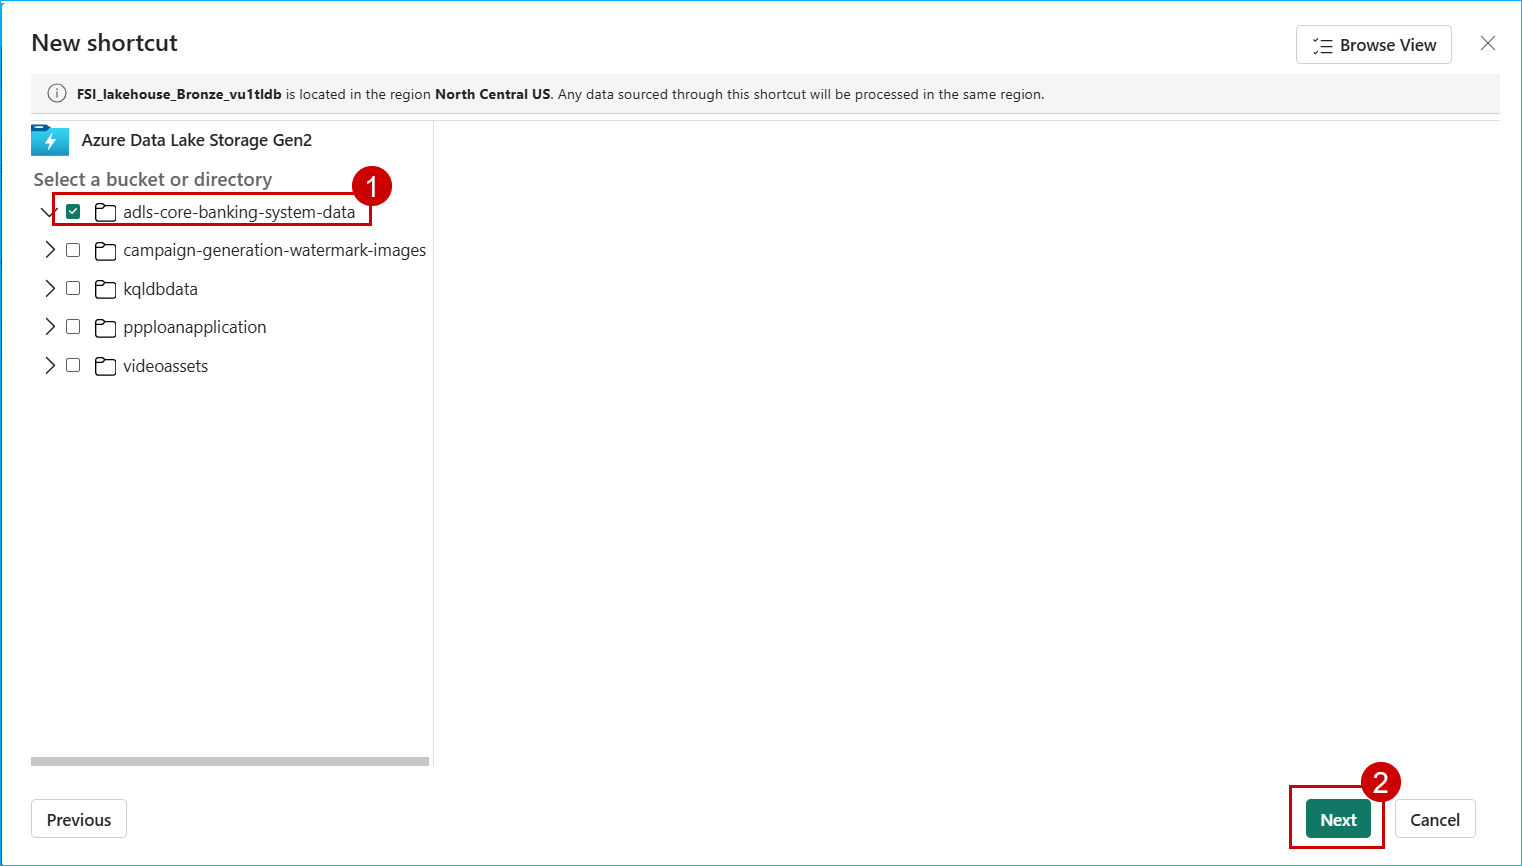 New shortcut
Browse View
FSI_lakehouse_Bronze_vu1tldb is located in the region North Central US. Any data sourced through this shortcut will be processed in the same region.
Azure Data Lake Storage Gen2
Select a bucket or directory
1
adls-core-banking-system-data
campaign-generation-watermark-images
kqldbdata
ppploanapplication
videoassets
2
Previous
Next
Cancel